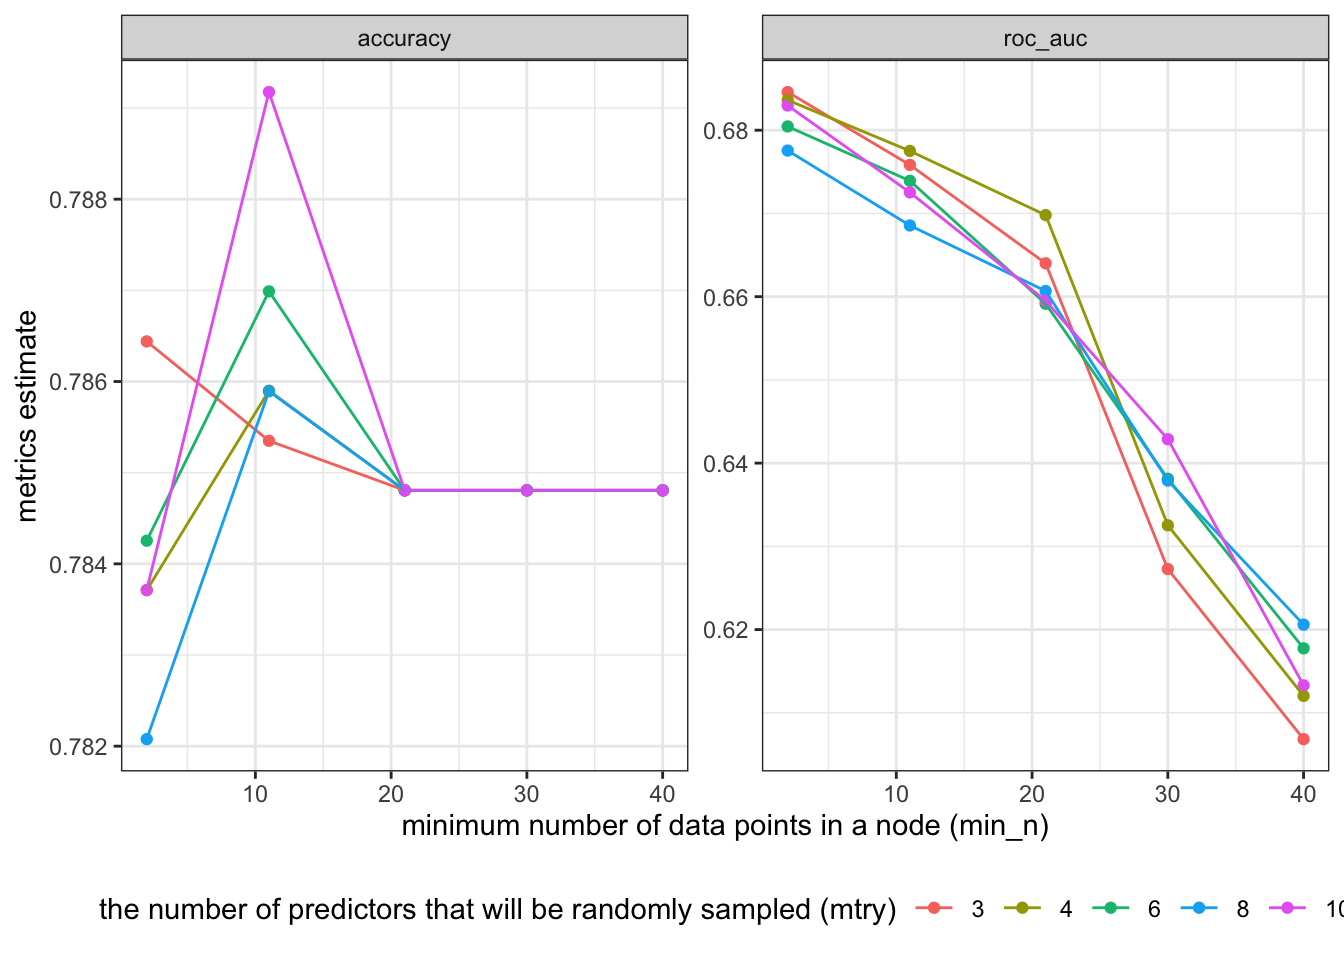 accuracy
roc_auc
metrics estimate
0.788
0.786
0.784
0.782
0.68
0.66
0.64
0.62
10 20 30 40
10 20 30 40
minimum number of data points in a node (min_n)
the number of predictors that will be randomly sampled (mtry) 3 4 6 8 10